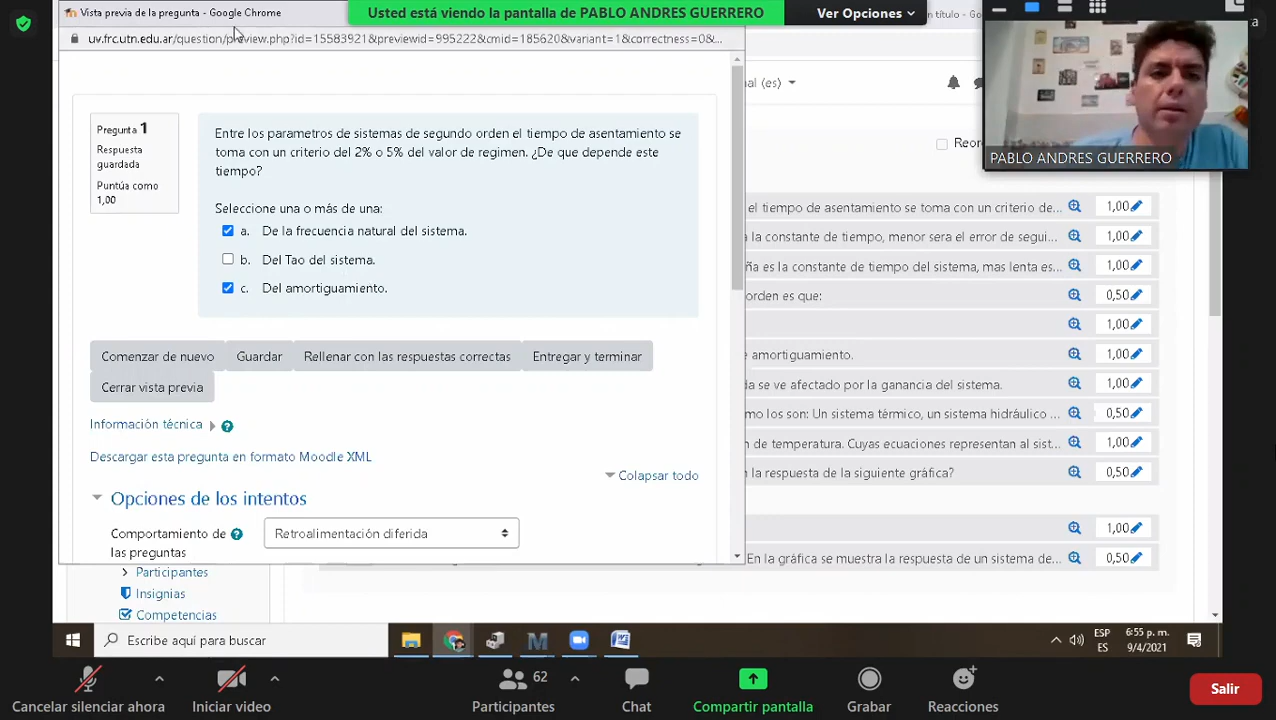 Vista previa de la pregunta - Google Chrome
Usted está viendo la pantalla de PABLO ANDRES GUERRERO
Ver Opciones
uv.frc.utn.edu.ar/question/preview.php?id=15583921&previewid=995222&cmid=185620&variant=1&correctness=0&...
PABLO ANDRES GUERRERO
Pregunta 1
Respuesta
guardada
Puntúa como
1,00
Entre los parametros de sistemas de segundo orden el tiempo de asentamiento se
toma con un criterio del 2% o 5% del valor de regimen. ¿De que depende este
tiempo?
Seleccione una o más de una:
a. De la frecuencia natural del sistema.
b. Del Tao del sistema.
c. Del amortiguamiento.
Comenzar de nuevo
Guardar
Rellenar con las respuestas correctas
Entregar y terminar
Cerrar vista previa
Información técnica
Descargar esta pregunta en formato Moodle XML
Colapsar todo
Opciones de los intentos
Comportamiento de
las preguntas
Retroalimentación diferida
(es)
el tiempo de asentamiento se toma con un criterio de... 1,00
la constante de tiempo, menor sera el error de segui... 1,00
es la constante de tiempo del sistema, mas lenta es... 1,00
orden es que: 0,50
1,00
amortiguamiento. 1,00
se ve afectado por la ganancia del sistema. 1,00
los son: Un sistema térmico, un sistema hidráulico ... 0,50
de temperatura. Cuyas ecuaciones representan al sist... 1,00
la respuesta de la siguiente gráfica? 0,50
1,00
En la gráfica se muestra la respuesta de un sistema de... 0,50
Participantes
Insignias
Competencias
Escribe aquí para buscar
ESP
ES
6:55 p. m.
9/4/2021
Cancelar silenciar ahora
Iniciar video
62
Participantes
Chat
Compartir pantalla
Grabar
Reacciones
Salir